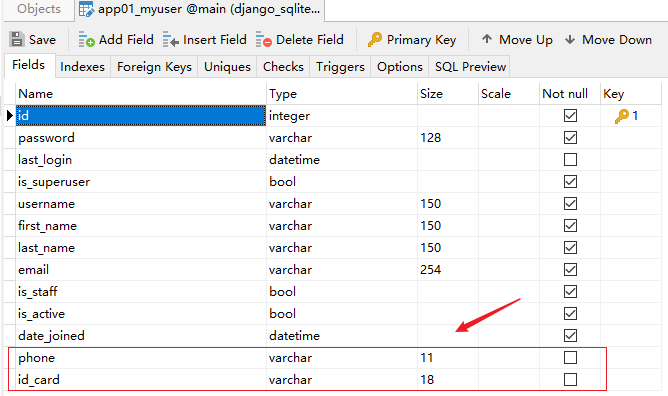 Objects app01_myuser @main (django_sqlite...
Save Add Field Insert Field Delete Field Primary Key Move Up Move Down
Fields Indexes Foreign Keys Uniques Checks Triggers Options SQL Preview
Name Type Size Scale Not null Key
id integer 1
password varchar 128
last_login datetime
is_superuser bool
username varchar 150
first_name varchar 150
last_name varchar 150
email varchar 254
is_staff bool
is_active bool
date_joined datetime
phone varchar 11
id_card varchar 18